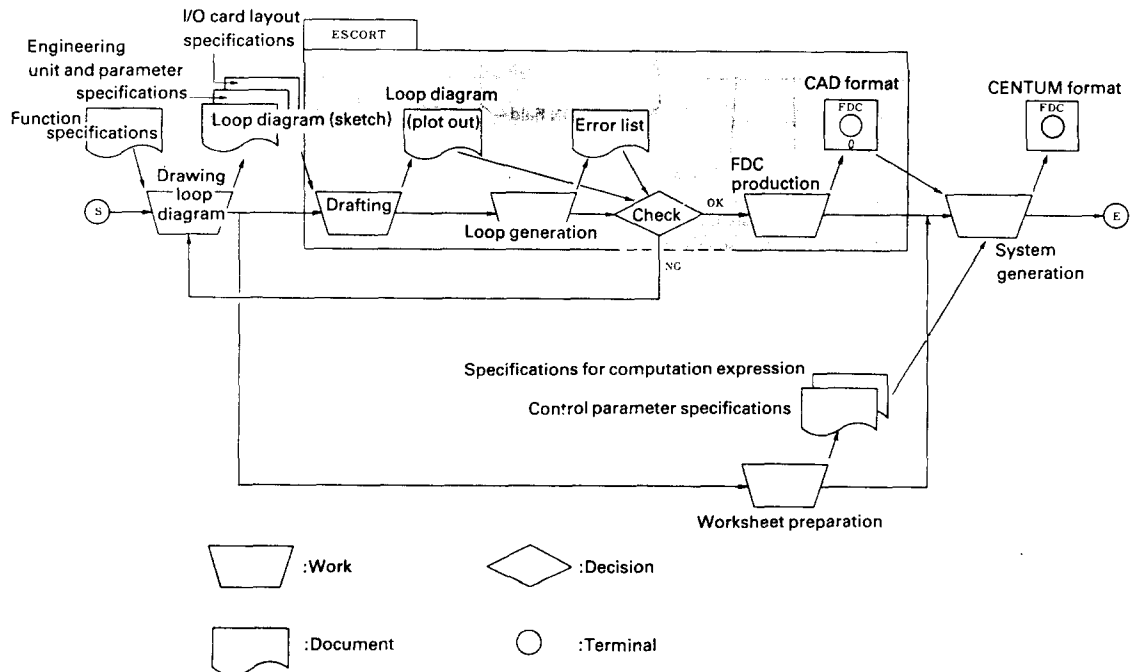 I/O card layout
specifications
ESCORT
Engineering
unit and parameter
specifications
Function
specifications
Loop diagram (sketch)
Loop diagram
(plot out)
Error list
CAD format
FDC
CENTUM format
FDC
Drawing
loop
diagram
S
Drafting
Loop generation
Check
OK
NG
FDC
production
System
generation
E
Specifications for computation expression
Control parameter specifications
Worksheet preparation
:Work
:Decision
:Document
:Terminal